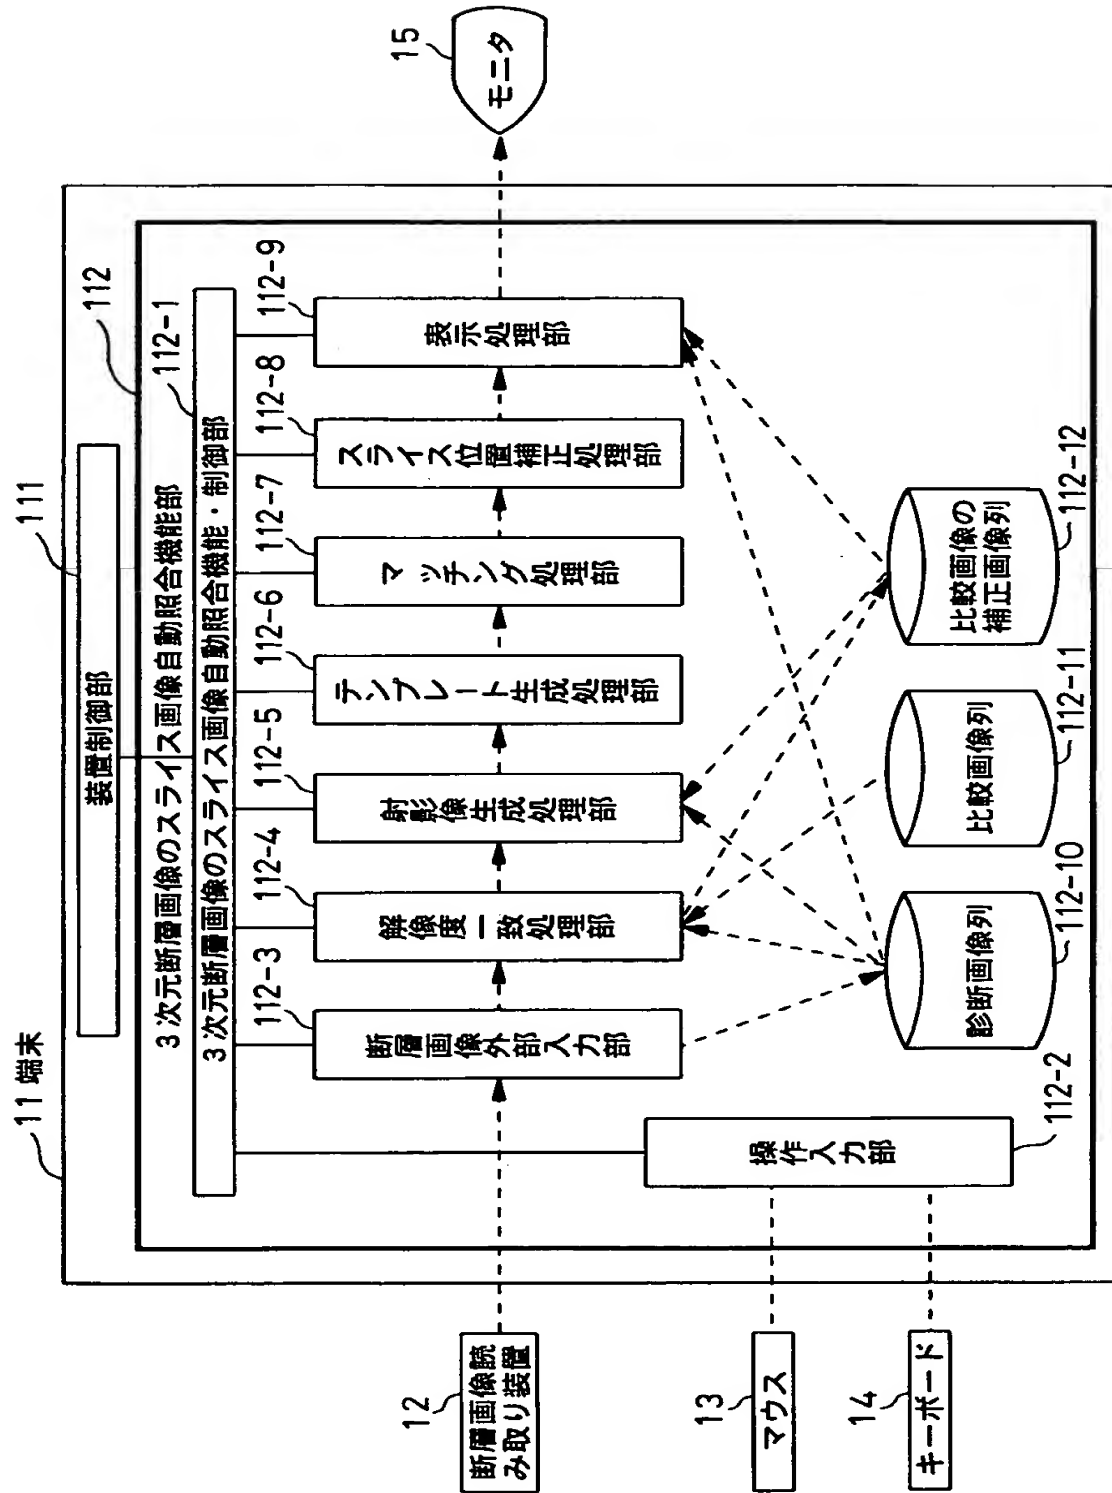 11 端末
111
装置制御部
112
3次元断層画像のスライス画像自動照合機能部
112-1
3次元断層画像のスライス画像自動照合機能・制御部
112-3
断層画像外部入力部
112-4
解像度一致処理部
112-5
射影像生成処理部
112-6
テンプレート生成処理部
112-7
マッチング処理部
112-8
スライス位置補正処理部
112-9
表示処理部
15
モニタ
12
断層画像読
み取り装置
13
マウス
14
キーボード
操作入力部
112-2
診断画像列
112-10
比較画像列
112-11
比較画像の
補正画像列
112-12